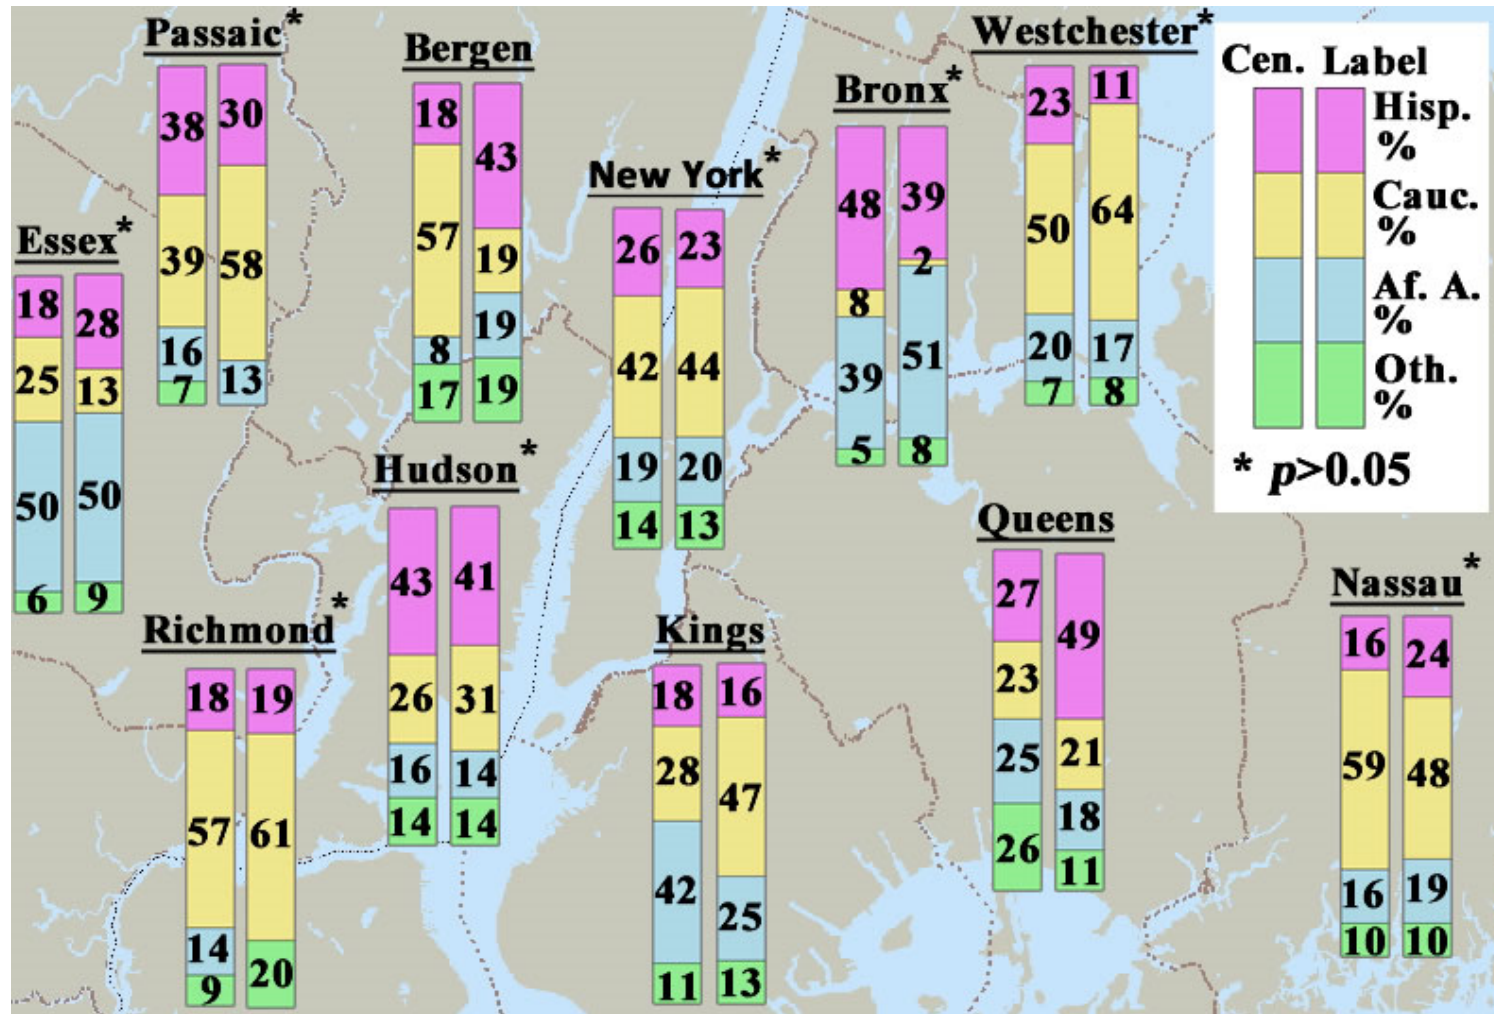 Passaic*
38 30
39 58
16 13
7
Bergen
18 43
57 19
8 19
17 19
Westchester*
23 11
50 64
20 17
7 8
Cen. Label
Hisp.
%
Cauc.
%
Af. A.
%
Oth.
%
* p>0.05
Bronx*
48 39
8 2
39 51
5 8
New York*
26 23
42 44
19 20
14 13
Essex*
18 28
25 13
50 50
6 9
Hudson*
43 41
26 31
16 14
14 14
Queens
27 49
23 21
25 18
26 11
Nassau*
16 24
59 48
16 19
10 10
Richmond*
18 19
57 61
14 20
9
Kings
18 16
28 47
42 25
11 13